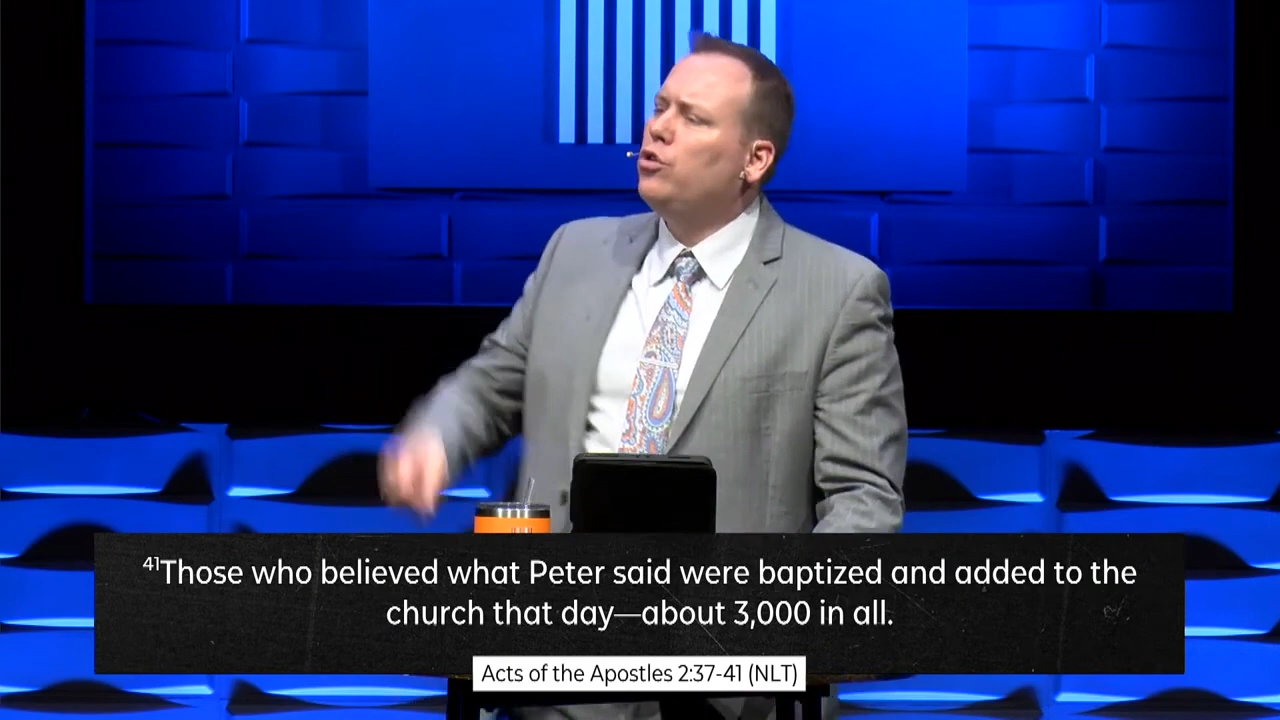 ⁴¹Those who believed what Peter said were baptized and added to the
church that day—about 3,000 in all.
Acts of the Apostles 2:37-41 (NLT)